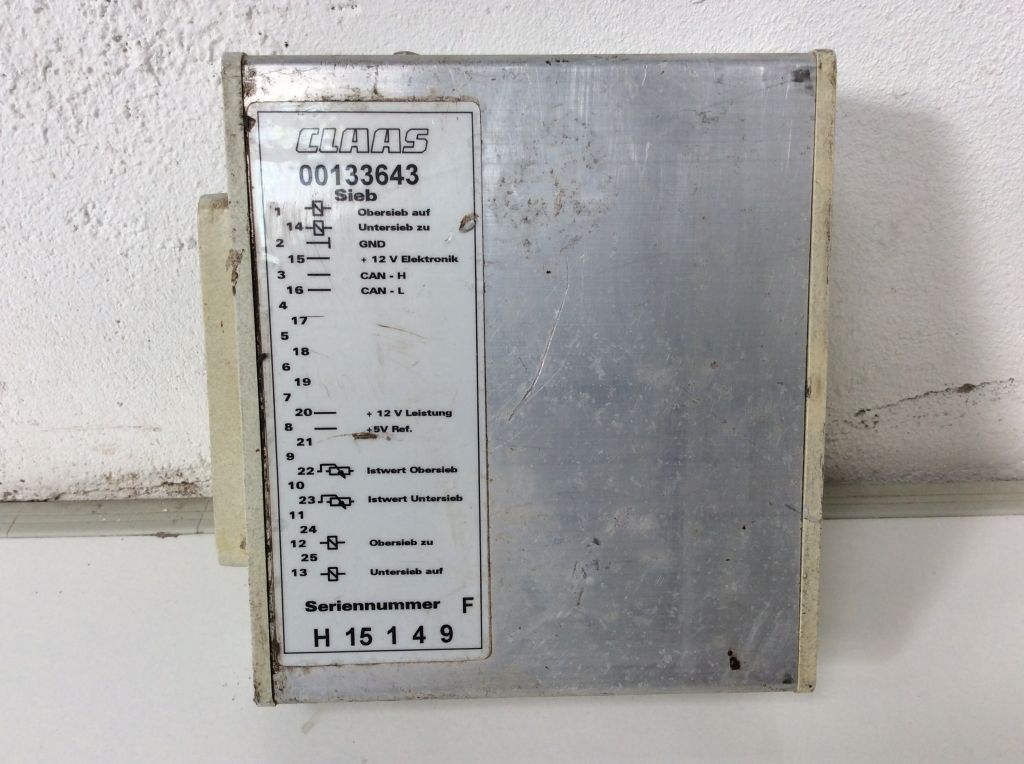 CLAAS
00133643
Sieb
1 Obersieb auf
14 Untersieb zu
2 GND
15 + 12 V Elektronik
3 CAN - H
16 CAN - L
4
17
5
18
6
19
7
20 + 12 V Leistung
8 +5V Ref.
21
9
22 Istwert Obersieb
10
23 Istwert Untersieb
11
24
12 Obersieb zu
25
13 Untersieb auf
Seriennummer F
H 15 1 4 9